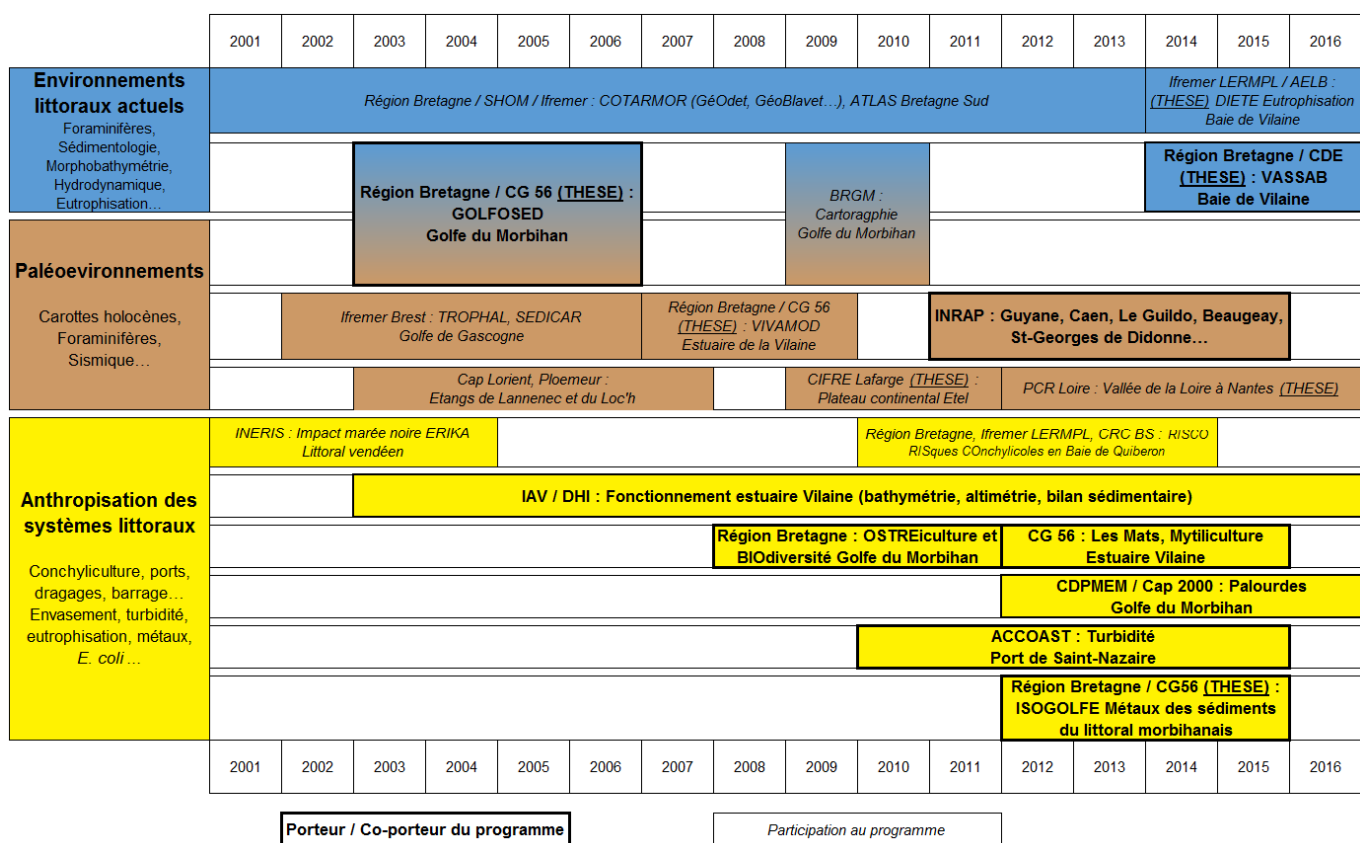 2001 2002 2003 2004 2005 2006 2007 2008 2009 2010 2011 2012 2013 2014 2015 2016
Environnements
littoraux actuels
Foraminifères,
Sédimentologie,
Morphobathymétrie,
Hydrodynamique,
Eutrophisation…
Région Bretagne / SHOM / Ifremer : COTARMOR (GéOdet, GéoBlavet…), ATLAS Bretagne Sud
Ifremer LERMPL / AELB :
(THESE) DIETE Eutrophisation
Baie de Vilaine
Région Bretagne / CG 56 (THESE) :
GOLFOSED
Golfe du Morbihan
BRGM :
Cartoragphie
Golfe du Morbihan
Région Bretagne / CDE
(THESE) : VASSAB
Baie de Vilaine
Paléoevironnements
Carottes holocènes,
Foraminifères,
Sismique…
Ifremer Brest : TROPHAL, SEDICAR
Golfe de Gascogne
Région Bretagne / CG 56
(THESE) : VIVAMOD
Estuaire de la Vilaine
INRAP : Guyane, Caen, Le Guildo, Beaugeay,
St-Georges de Didonne…
Cap Lorient, Ploemeur :
Etangs de Lannenec et du Loc'h
CIFRE Lafarge (THESE) :
Plateau continental Etel
PCR Loire : Vallée de la Loire à Nantes (THESE)
Anthropisation des
systèmes littoraux
Conchyliculture, ports,
dragages, barrage…
Envasement, turbidité,
eutrophisation, métaux,
E. coli …
INERIS : Impact marée noire ERIKA
Littoral vendéen
Région Bretagne, Ifremer LERMPL, CRC BS : RISCO
RISques COnchylicoles en Baie de Quiberon
IAV / DHI : Fonctionnement estuaire Vilaine (bathymétrie, altimétrie, bilan sédimentaire)
Région Bretagne : OSTREiculture et
BIOdiversité Golfe du Morbihan
CG 56 : Les Mats, Mytiliculture
Estuaire Vilaine
CDPMEM / Cap 2000 : Palourdes
Golfe du Morbihan
ACCOAST : Turbidité
Port de Saint-Nazaire
Région Bretagne / CG56 (THESE) :
ISOGOLFE Métaux des sédiments
du littoral morbihanais
2001 2002 2003 2004 2005 2006 2007 2008 2009 2010 2011 2012 2013 2014 2015 2016
Porteur / Co-porteur du programme
Participation au programme